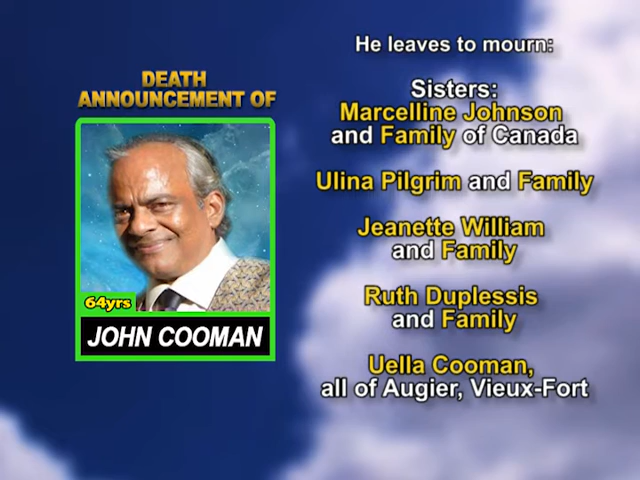 DEATH
ANNOUNCEMENT OF
64yrs
JOHN COOMAN
He leaves to mourn:
Sisters:
Marcelline Johnson
and Family of Canada
Ulina Pilgrim and Family
Jeanette William
and Family
Ruth Duplessis
and Family
Uella Cooman,
all of Augier, Vieux-Fort